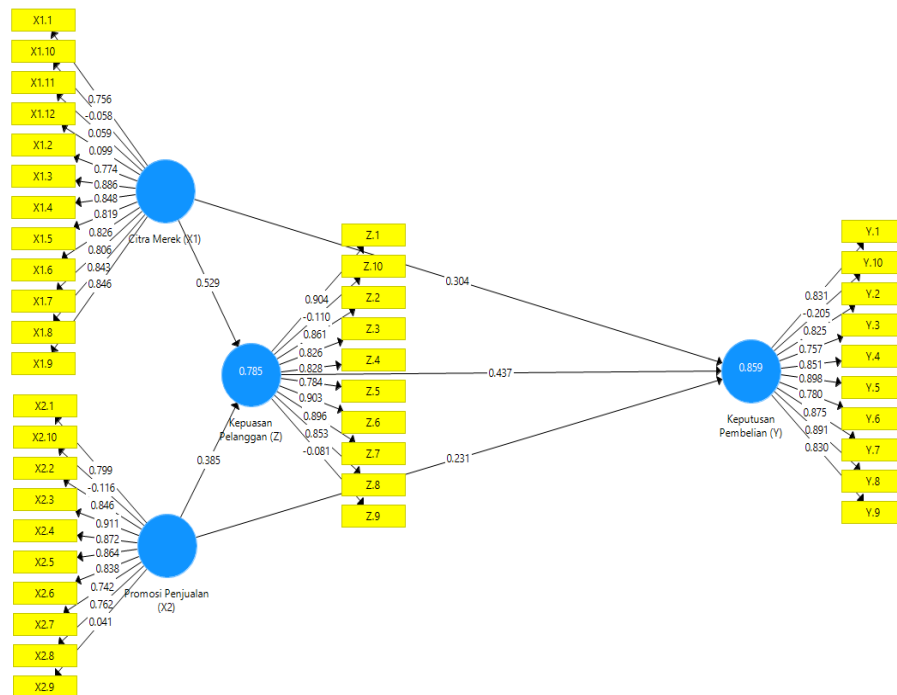 X1.1
X1.10
X1.11
X1.12
X1.2
X1.3
X1.4
X1.5
X1.6
X1.7
X1.8
X1.9
0.756
-0.058
0.059
0.099
0.774
0.886
0.848
0.819
0.826
0.806
0.843
0.846
Citra Merek (X1)
0.529
0.304
X2.1
X2.10
X2.2
X2.3
X2.4
X2.5
X2.6
X2.7
X2.8
X2.9
0.799
-0.116
0.846
0.911
0.872
0.864
0.838
0.742
0.762
0.041
Promosi Penjualan
(X2)
0.385
0.231
0.785
Kepuasan
Pelanggan (Z)
0.437
Z.1
Z.10
Z.2
Z.3
Z.4
Z.5
Z.6
Z.7
Z.8
Z.9
0.904
-0.110
0.861
0.826
0.828
0.784
0.903
0.896
0.853
-0.081
0.859
Keputusan
Pembelian (Y)
0.831
-0.205
0.825
0.757
0.851
0.898
0.780
0.875
0.891
0.830
Y.1
Y.10
Y.2
Y.3
Y.4
Y.5
Y.6
Y.7
Y.8
Y.9